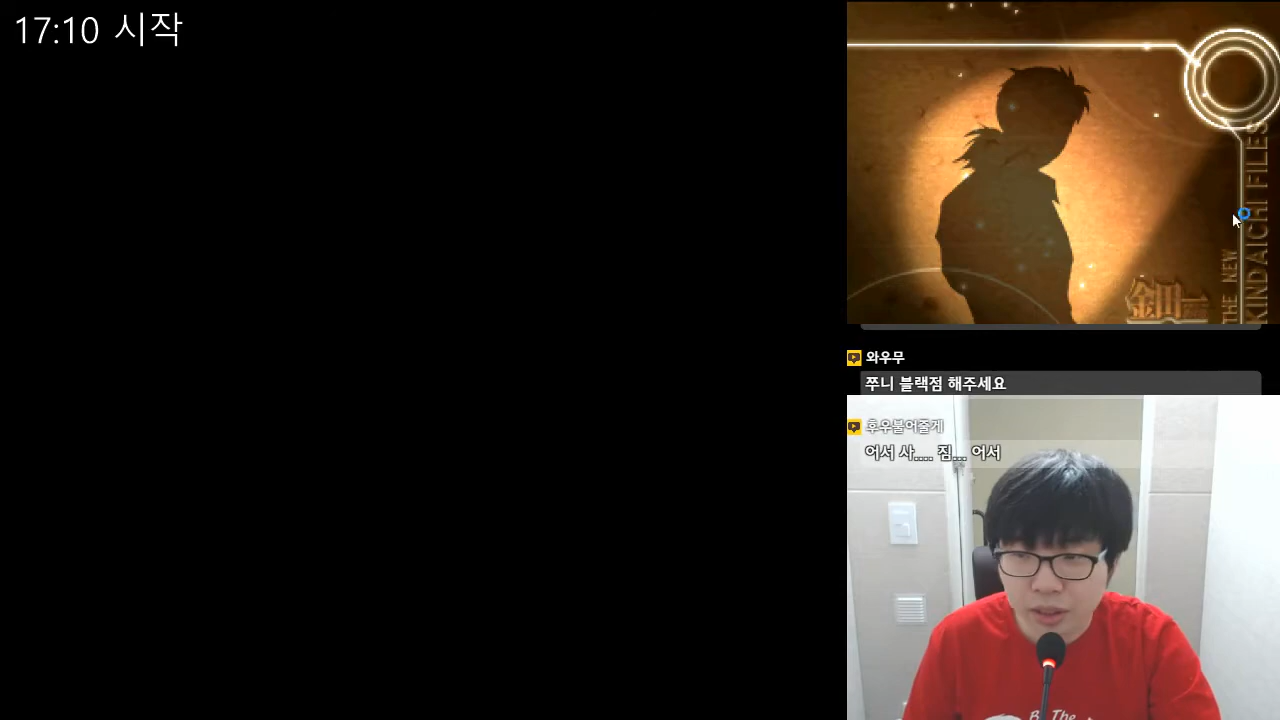 17:10 시작
THE NEW
KINDAICHI FILES
와우무
쭈니 블랙점 해주세요
후우불어줄게
어서 사.... 짐... 어서
B The